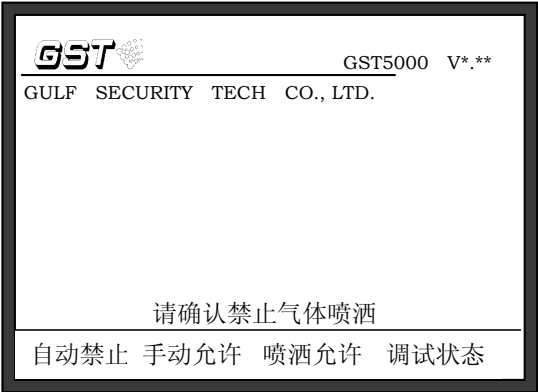 GST
GST5000 V*.**
GULF SECURITY TECH CO., LTD.
请确认禁止气体喷洒
自动禁止 手动允许 喷洒允许 调试状态